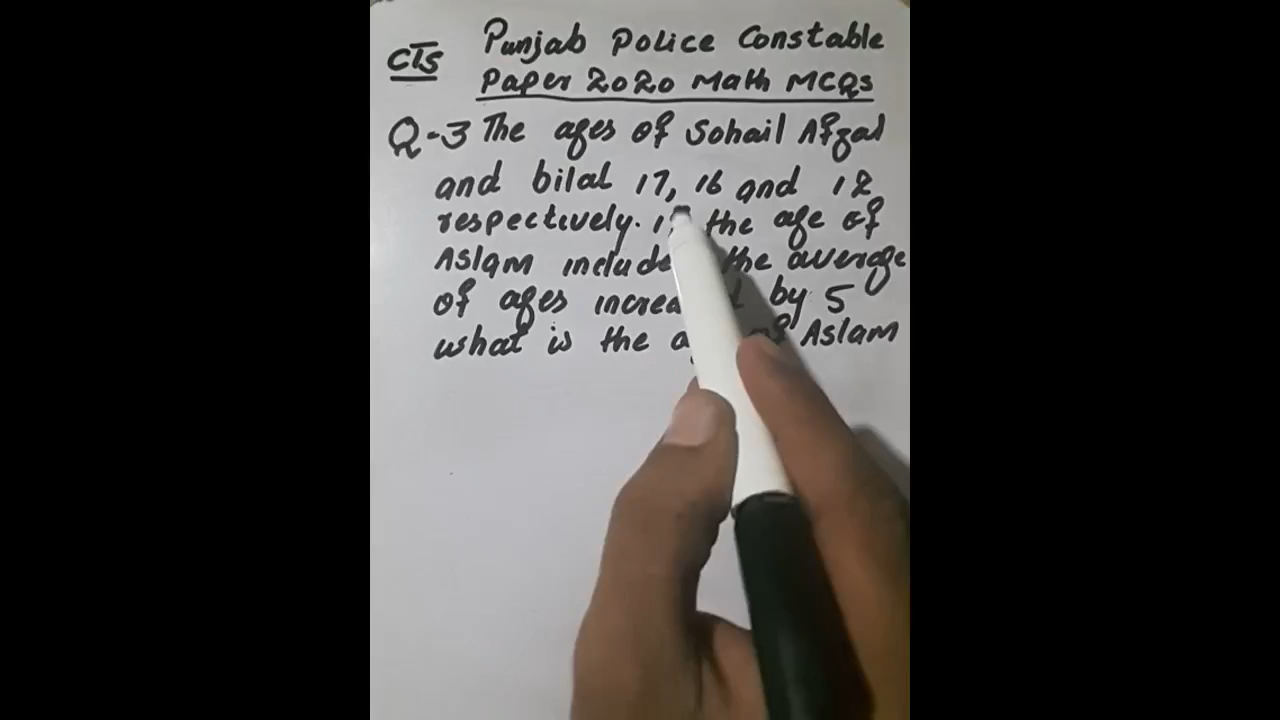 CTS Punjab Police Constable
Paper 2020 Math MCQs
Q-3 The ages of Sohail Afzal
and bilal 17, 16 and 12
respectively. the age of
Aslam the average
of ages by 5
what is the Aslam